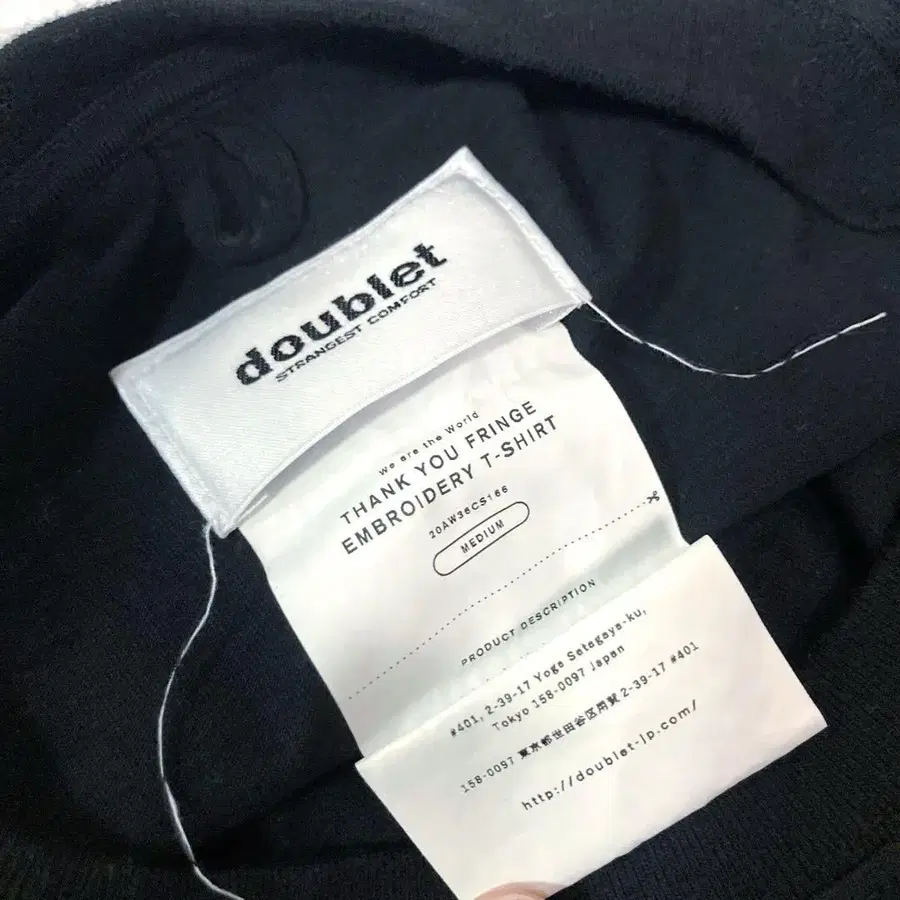 doublet
STRANGEST COMFORT
We are the World
THANK YOU FRINGE
EMBROIDERY T-SHIRT
20AW36CS166
MEDIUM
PRODUCT DESCRIPTION
#401, 2-39-17 Yoga Setagaya-ku,
Tokyo 158-0097 Japan
158-0097 東京都世田谷区用賀 2-39-17 #401
http://doublet-jp.com/